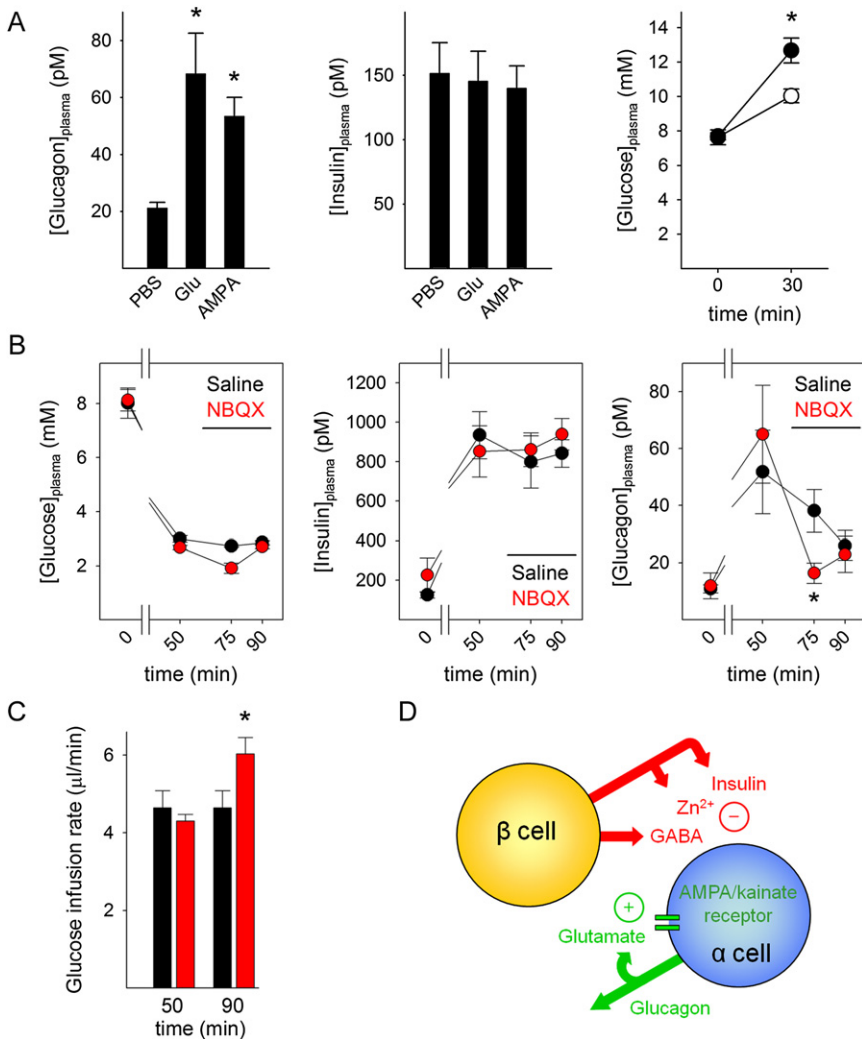 A
[Glucagon]plasma (pM)
80
60
40
20
*
*
PBS
Glu
AMPA
[Insulin]plasma (pM)
150
100
50
PBS
Glu
AMPA
[Glucose]plasma (mM)
14
12
10
8
6
4
2
*
0
30
time (min)
B
[Glucose]plasma (mM)
8
6
4
2
Saline
NBQX
0
50
75
90
time (min)
[Insulin]plasma (pM)
1200
1000
800
600
400
200
Saline
NBQX
0
50
75
90
time (min)
[Glucagon]plasma (pM)
80
60
40
20
Saline
NBQX
*
0
50
75
90
time (min)
C
Glucose infusion rate (µl/min)
6
4
2
*
50
90
time (min)
D
β cell
Insulin
Zn2+
−
GABA
AMPA/kainate
receptor
+
Glutamate
α cell
Glucagon